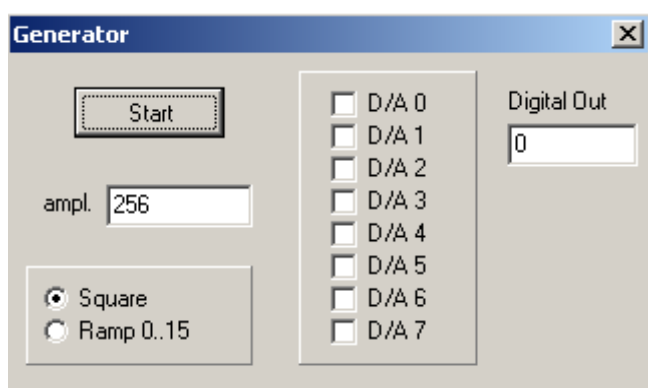 Generator
Start
ampl. 256
Square
Ramp 0..15
D/A 0
D/A 1
D/A 2
D/A 3
D/A 4
D/A 5
D/A 6
D/A 7
Digital Out
0